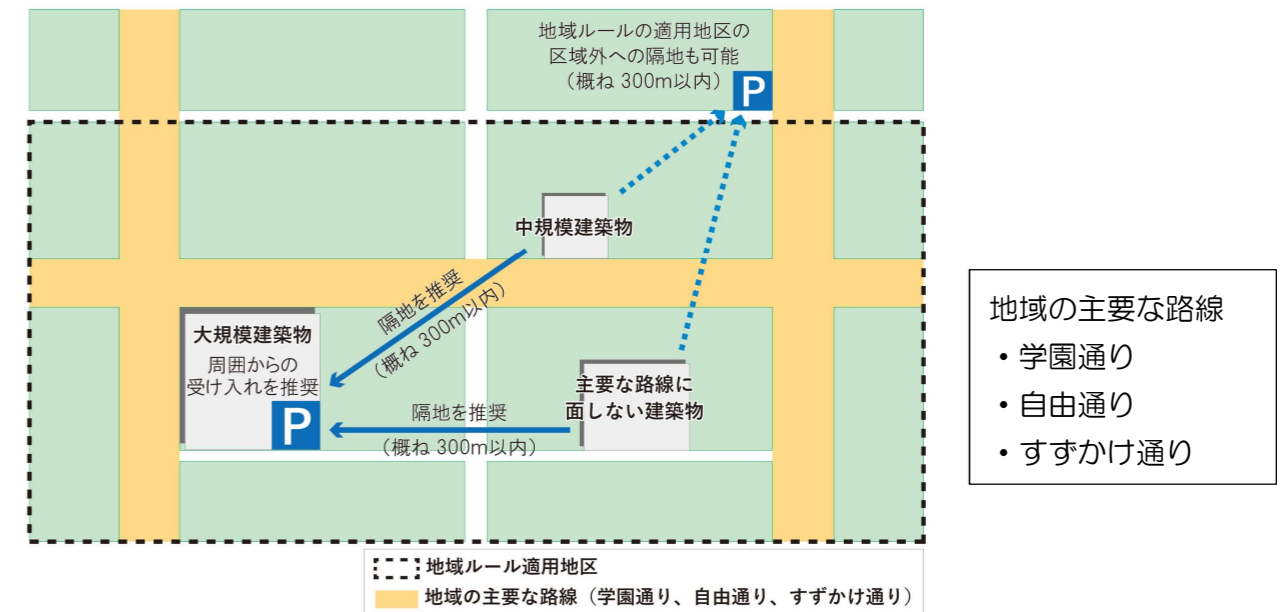 地域ルールの適用地区の
区域外への隔地も可能
（概ね 300m以内）
P
中規模建築物
隔地を推奨
（概ね 300m以内）
大規模建築物
周囲からの
受け入れを推奨
P
主要な路線に
面しない建築物
隔地を推奨
（概ね 300m以内）
地域ルール適用地区
地域の主要な路線（学園通り、自由通り、すずかけ通り）
地域の主要な路線
・学園通り
・自由通り
・すずかけ通り